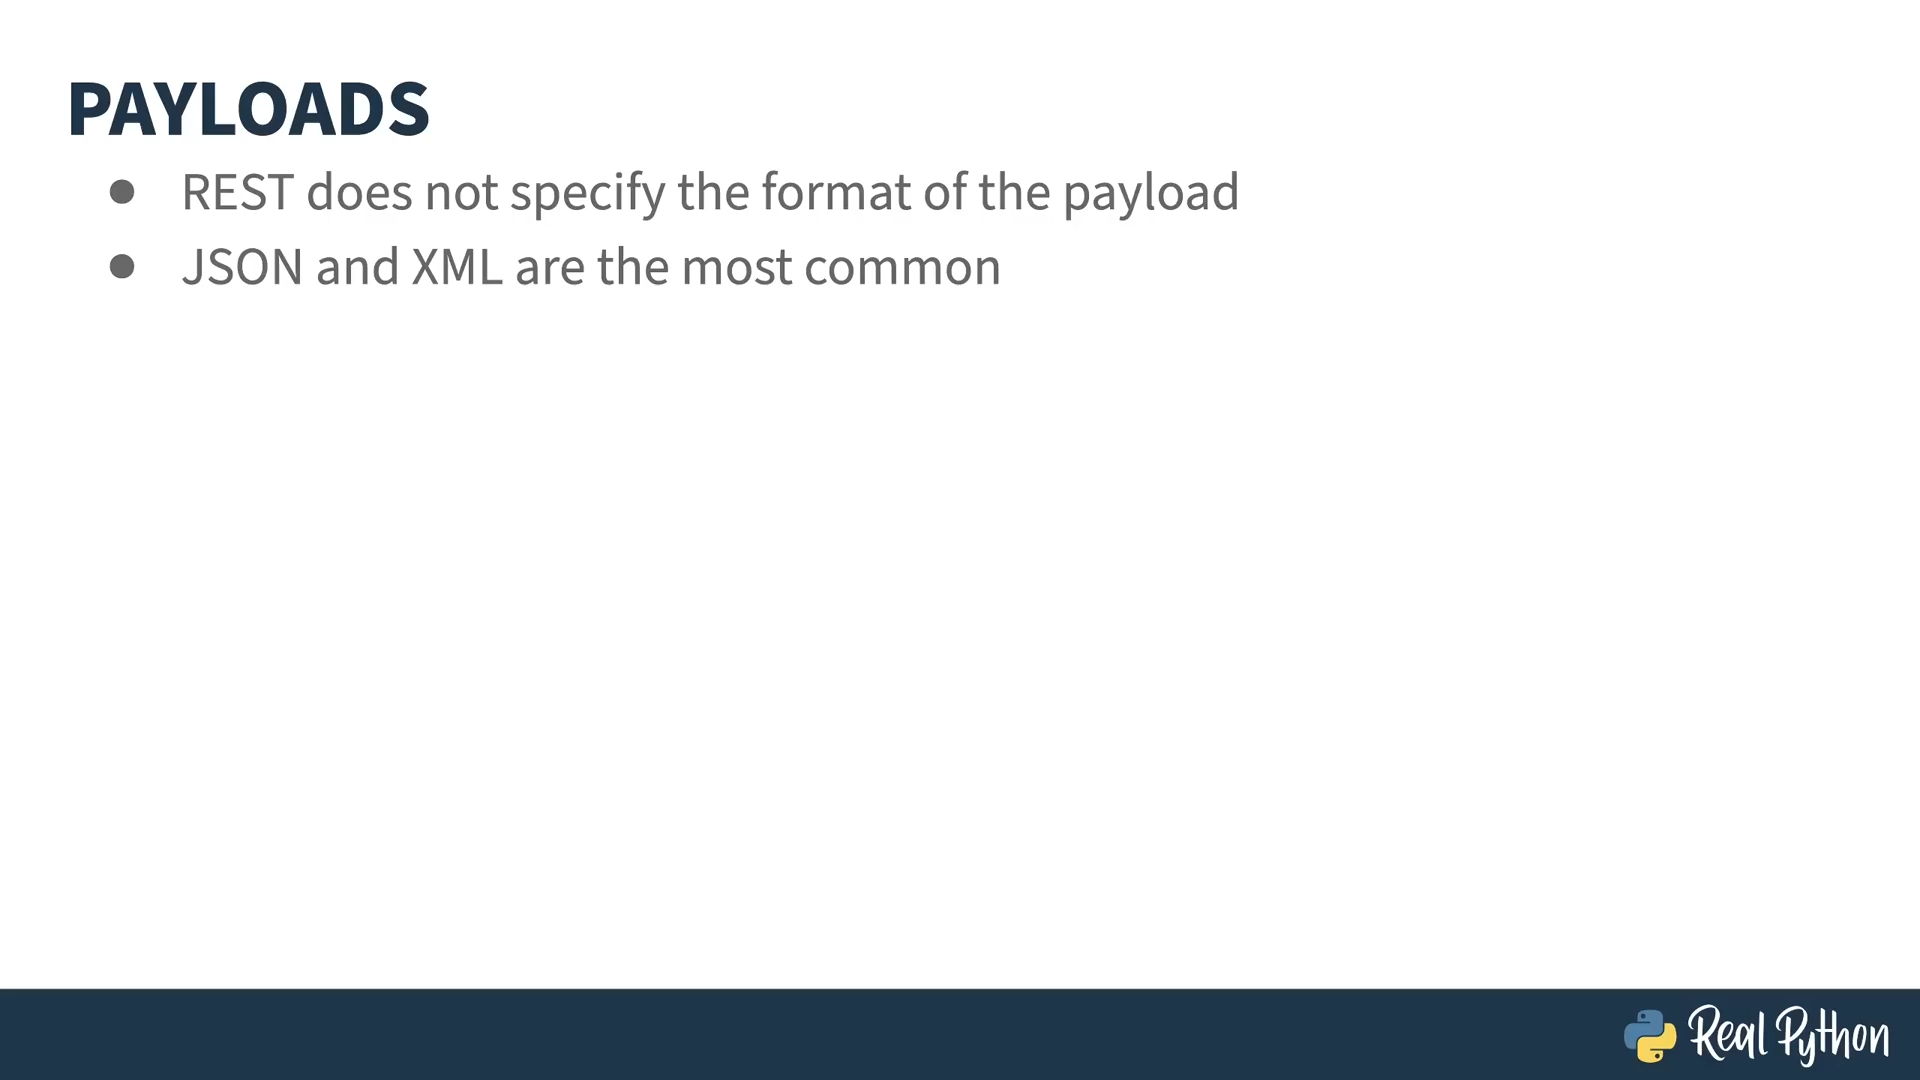 PAYLOADS
● REST does not specify the format of the payload
● JSON and XML are the most common
Real Python